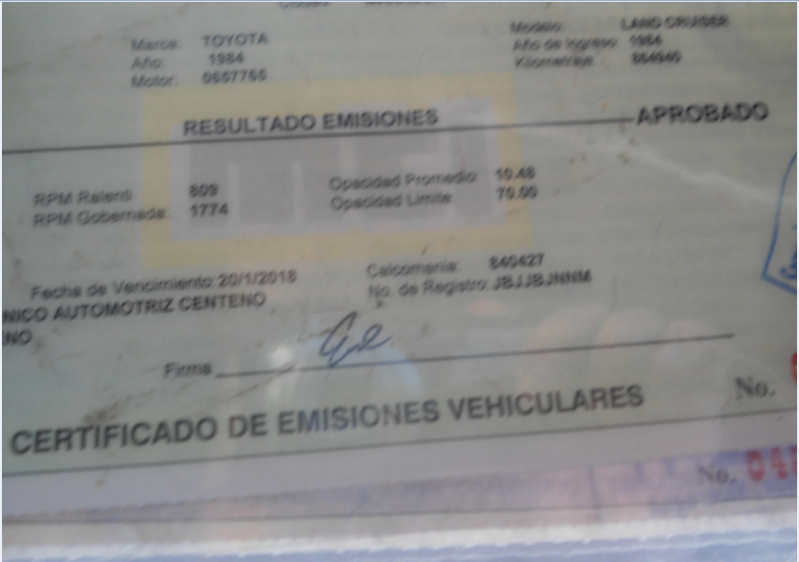 Marca: TOYOTA
Modelo: LAND CRUISER
Año: 1984
Año de Ingreso: 1984
Motor: 0657765
Kilometraje:
RESULTADO EMISIONES APROBADO
RPM Ralenti 809 Opacidad Promedio: 10.48
RPM Gobernada: 1774 Opacidad Limite: 70.00
Fecha de Vencimiento: 20/1/2018 Calcomania: 840427
NICO AUTOMOTRIZ CENTENO No. de Registro: JBJJBJNNM
NO
Firma
CERTIFICADO DE EMISIONES VEHICULARES No.
No. 04